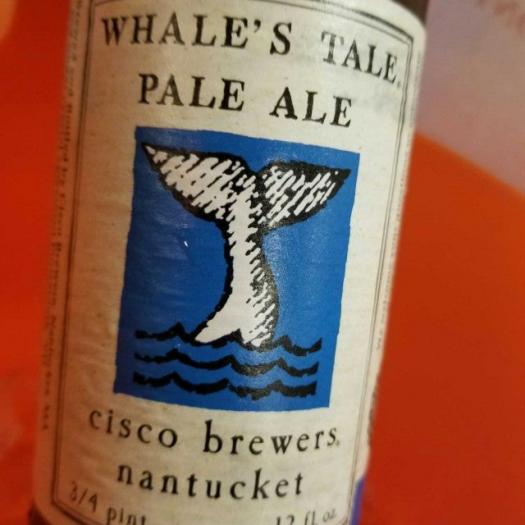 WHALE'S TALE
PALE ALE
cisco brewers
nantucket
3/4 pint 12 fl oz